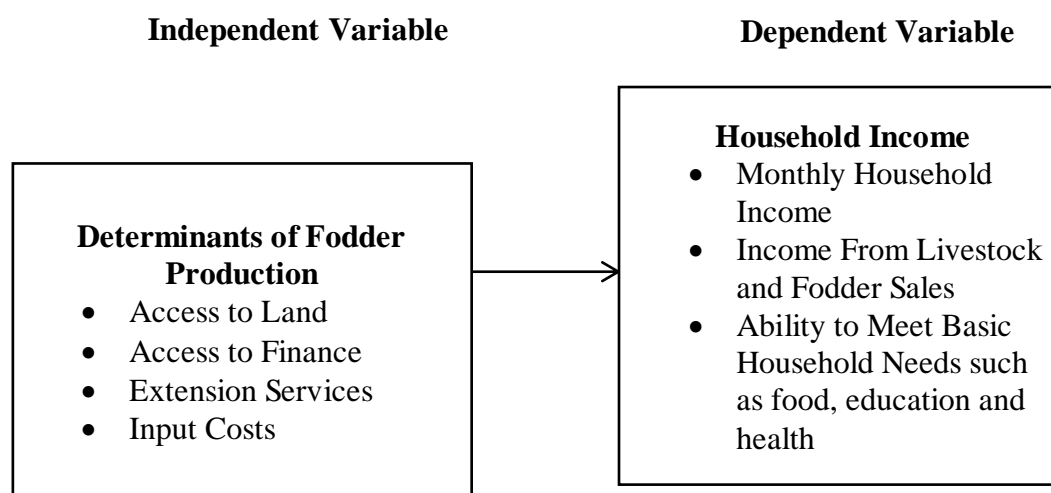 Independent Variable
Dependent Variable
Determinants of Fodder
Production
• Access to Land
• Access to Finance
• Extension Services
• Input Costs
Household Income
• Monthly Household
Income
• Income From Livestock
and Fodder Sales
• Ability to Meet Basic
Household Needs such
as food, education and
health